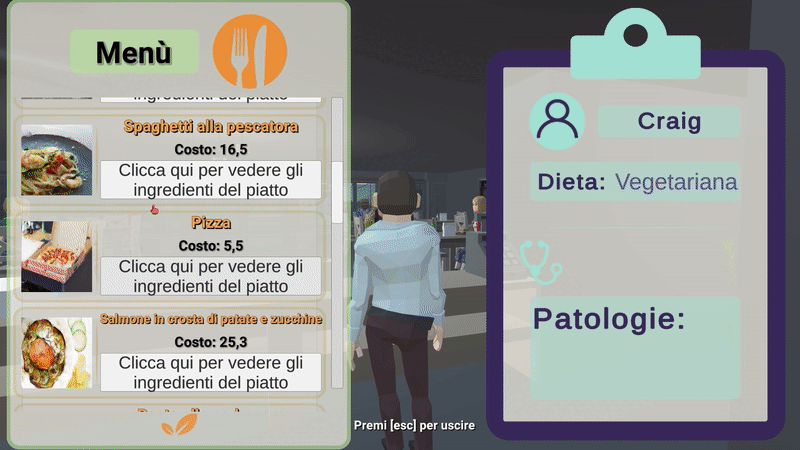 Menù
ingredienti del piatto
Spaghetti alla pescatora
Costo: 16,5
Clicca qui per vedere gli
ingredienti del piatto
Pizza
Costo: 5,5
Clicca qui per vedere gli
ingredienti del piatto
Salmone in crosta di patate e zucchine
Costo: 25,3
Clicca qui per vedere gli
ingredienti del piatto
Premi [esc] per uscire
Craig
Dieta: Vegetariana
Patologie: